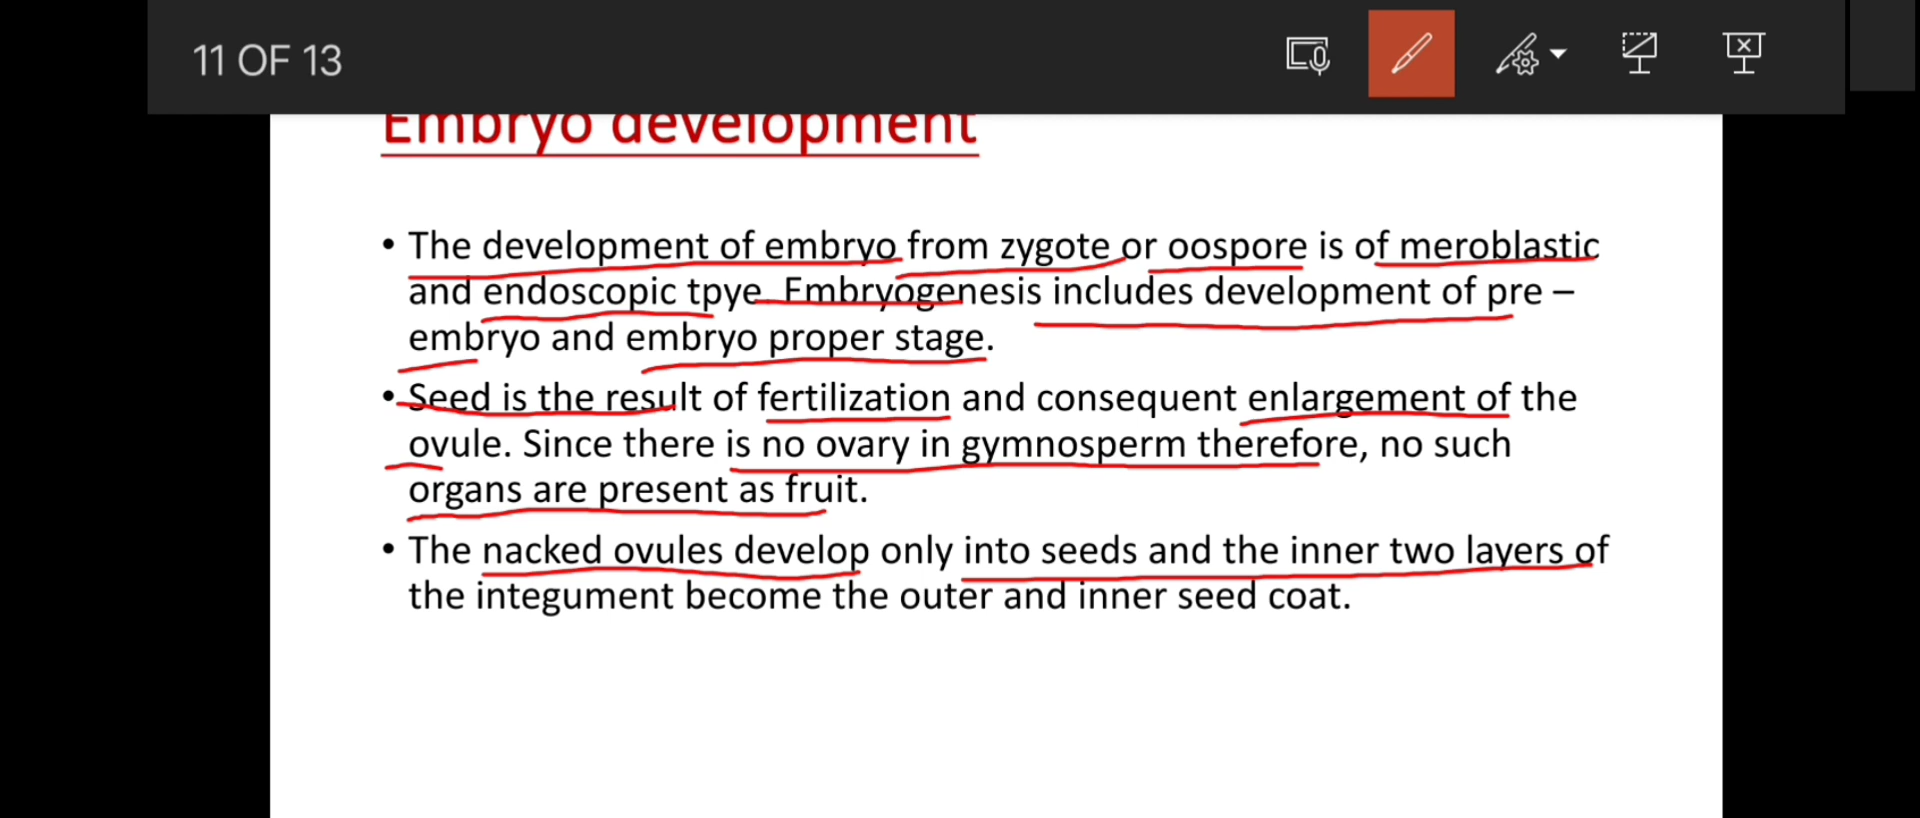 11 OF 13
Embryo development
• The development of embryo from zygote or oospore is of meroblastic
and endoscopic tpye. Embryogenesis includes development of pre –
embryo and embryo proper stage.
• Seed is the result of fertilization and consequent enlargement of the
ovule. Since there is no ovary in gymnosperm therefore, no such
organs are present as fruit.
• The nacked ovules develop only into seeds and the inner two layers of
the integument become the outer and inner seed coat.